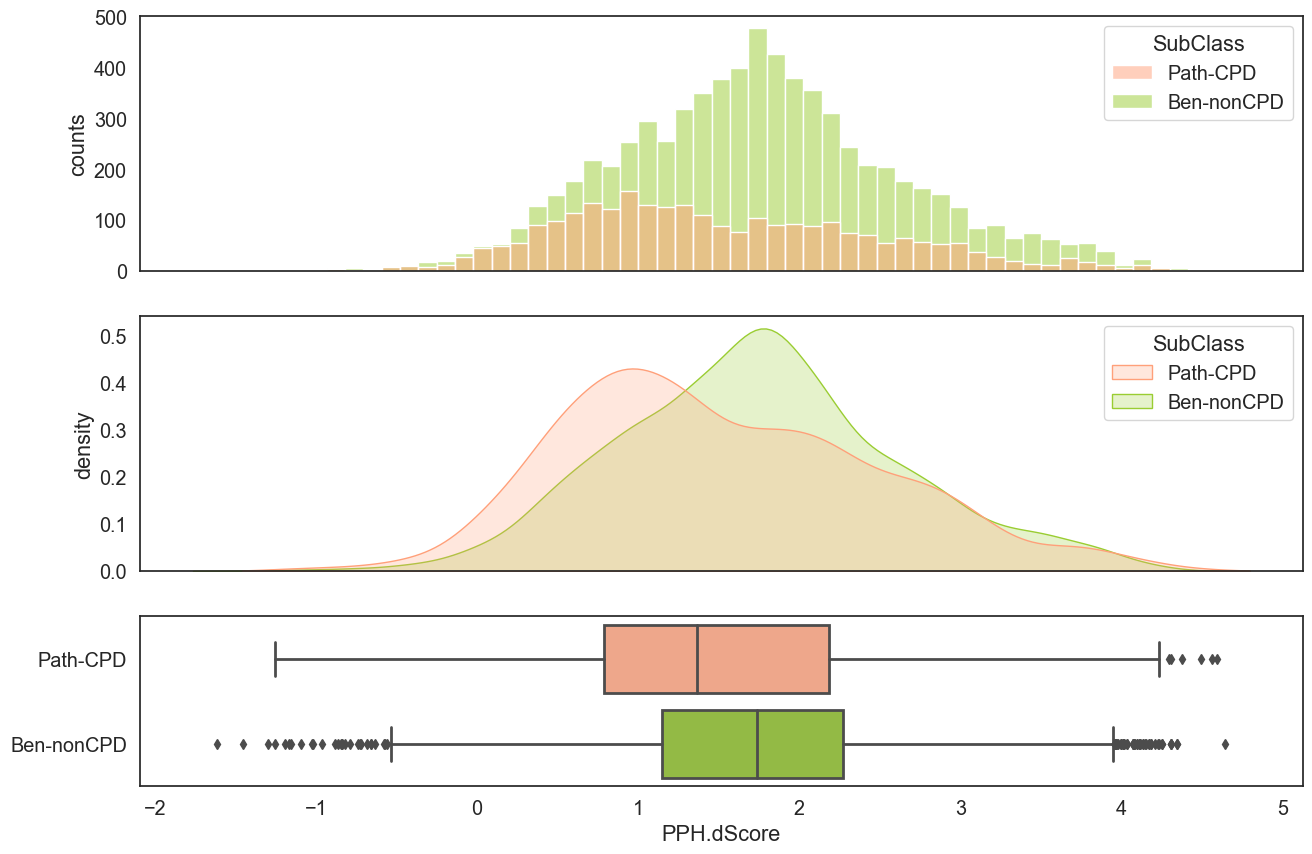 500
400
300
200
100
0
counts
SubClass
Path-CPD
Ben-nonCPD
0.5
0.4
0.3
0.2
0.1
0.0
density
SubClass
Path-CPD
Ben-nonCPD
Path-CPD
Ben-nonCPD
−2 −1 0 1 2 3 4 5
PPH.dScore